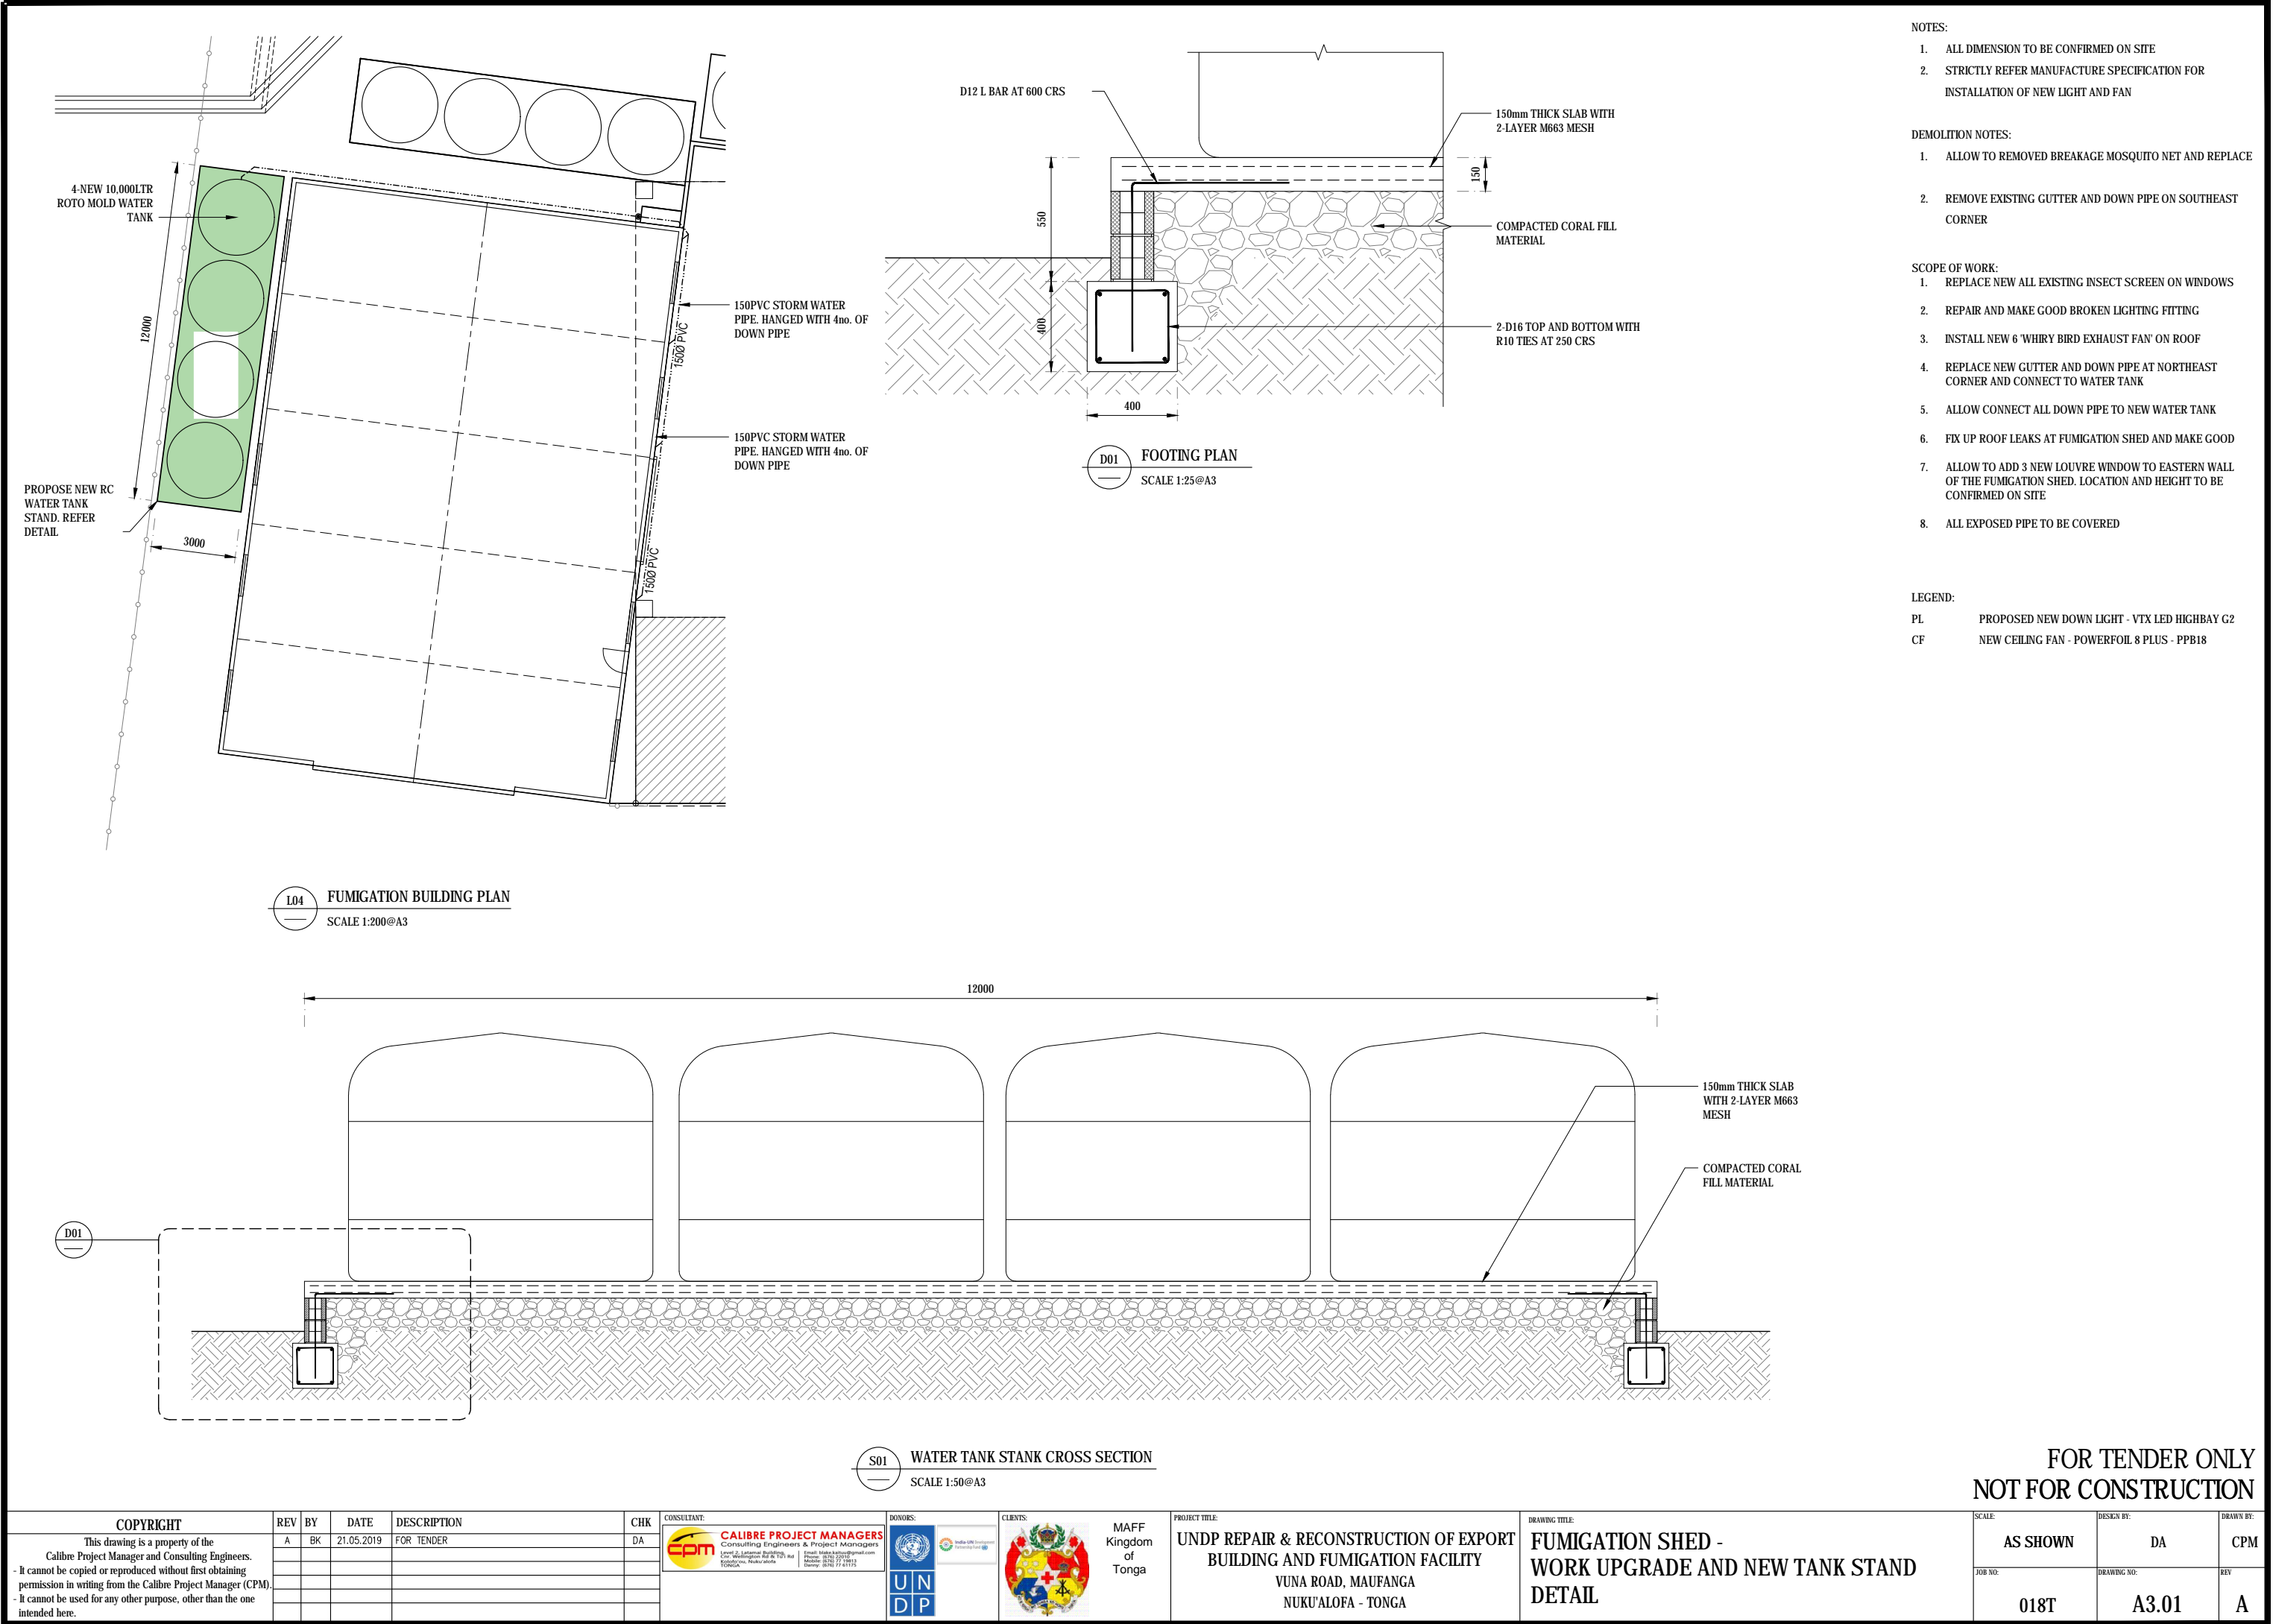 4-NEW 10,000LTR
ROTO MOLD WATER
TANK
12000
PROPOSE NEW RC
WATER TANK
STAND. REFER
DETAIL
3000
150PVC STORM WATER
PIPE. HANGED WITH 4no. OF
DOWN PIPE
150Ø PVC
150PVC STORM WATER
PIPE. HANGED WITH 4no. OF
DOWN PIPE
150Ø PVC
L04
FUMIGATION BUILDING PLAN
SCALE 1:200@A3
D12 L BAR AT 600 CRS
150mm THICK SLAB WITH
2-LAYER M663 MESH
150
550
COMPACTED CORAL FILL
MATERIAL
400
2-D16 TOP AND BOTTOM WITH
R10 TIES AT 250 CRS
400
D01
FOOTING PLAN
SCALE 1:25@A3
NOTES:
1. ALL DIMENSION TO BE CONFIRMED ON SITE
2. STRICTLY REFER MANUFACTURE SPECIFICATION FOR
INSTALLATION OF NEW LIGHT AND FAN
DEMOLITION NOTES:
1. ALLOW TO REMOVED BREAKAGE MOSQUITO NET AND REPLACE
2. REMOVE EXISTING GUTTER AND DOWN PIPE ON SOUTHEAST
CORNER
SCOPE OF WORK:
1. REPLACE NEW ALL EXISTING INSECT SCREEN ON WINDOWS
2. REPAIR AND MAKE GOOD BROKEN LIGHTING FITTING
3. INSTALL NEW 6 'WHIRY BIRD EXHAUST FAN' ON ROOF
4. REPLACE NEW GUTTER AND DOWN PIPE AT NORTHEAST
CORNER AND CONNECT TO WATER TANK
5. ALLOW CONNECT ALL DOWN PIPE TO NEW WATER TANK
6. FIX UP ROOF LEAKS AT FUMIGATION SHED AND MAKE GOOD
7. ALLOW TO ADD 3 NEW LOUVRE WINDOW TO EASTERN WALL
OF THE FUMIGATION SHED. LOCATION AND HEIGHT TO BE
CONFIRMED ON SITE
8. ALL EXPOSED PIPE TO BE COVERED
LEGEND:
PL PROPOSED NEW DOWN LIGHT - VTX LED HIGHBAY G2
CF NEW CEILING FAN - POWERFOIL 8 PLUS - PPB18
12000
150mm THICK SLAB
WITH 2-LAYER M663
MESH
COMPACTED CORAL
FILL MATERIAL
D01
S01
WATER TANK STANK CROSS SECTION
SCALE 1:50@A3
FOR TENDER ONLY
NOT FOR CONSTRUCTION
COPYRIGHT
This drawing is a property of the
Calibre Project Manager and Consulting Engineers.
- It cannot be copied or reproduced without first obtaining
permission in writing from the Calibre Project Manager (CPM).
- It cannot be used for any other purpose, other than the one
intended here.
REV BY DATE DESCRIPTION CHK
A BK 21.05.2019 FOR TENDER DA
CONSULTANT:
cpm
CALIBRE PROJECT MANAGERS
Consulting Engineers & Project Managers
DONORS:
UN
DP
CLIENTS:
MAFF
Kingdom
of
Tonga
PROJECT TITLE:
UNDP REPAIR & RECONSTRUCTION OF EXPORT
BUILDING AND FUMIGATION FACILITY
VUNA ROAD, MAUFANGA
NUKU'ALOFA - TONGA
DRAWING TITLE:
FUMIGATION SHED -
WORK UPGRADE AND NEW TANK STAND
DETAIL
SCALE:
AS SHOWN
DESIGN BY:
DA
DRAWN BY:
CPM
JOB NO:
018T
DRAWING NO:
A3.01
REV
A